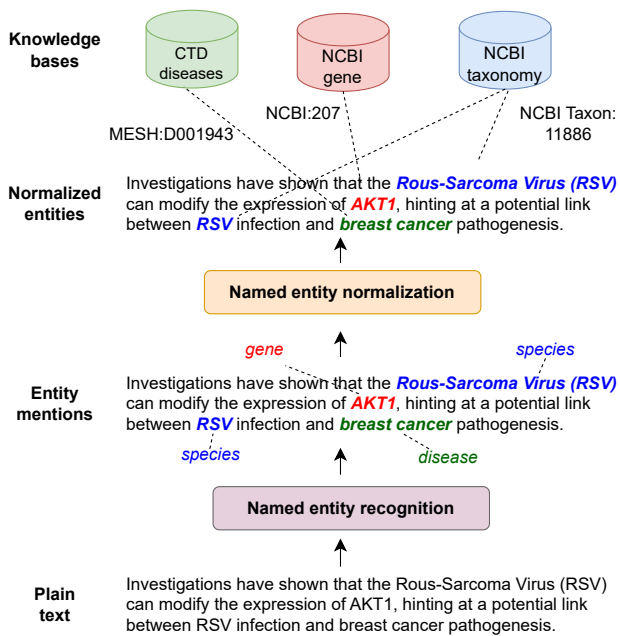 Knowledge
bases
CTD
diseases
NCBI
gene
NCBI
taxonomy
MESH:D001943
NCBI:207
NCBI Taxon:
11886
Normalized
entities
Investigations have shown that the Rous-Sarcoma Virus (RSV)
can modify the expression of AKT1, hinting at a potential link
between RSV infection and breast cancer pathogenesis.
Named entity normalization
gene
species
Entity
mentions
Investigations have shown that the Rous-Sarcoma Virus (RSV)
can modify the expression of AKT1, hinting at a potential link
between RSV infection and breast cancer pathogenesis.
species
disease
Named entity recognition
Plain
text
Investigations have shown that the Rous-Sarcoma Virus (RSV)
can modify the expression of AKT1, hinting at a potential link
between RSV infection and breast cancer pathogenesis.